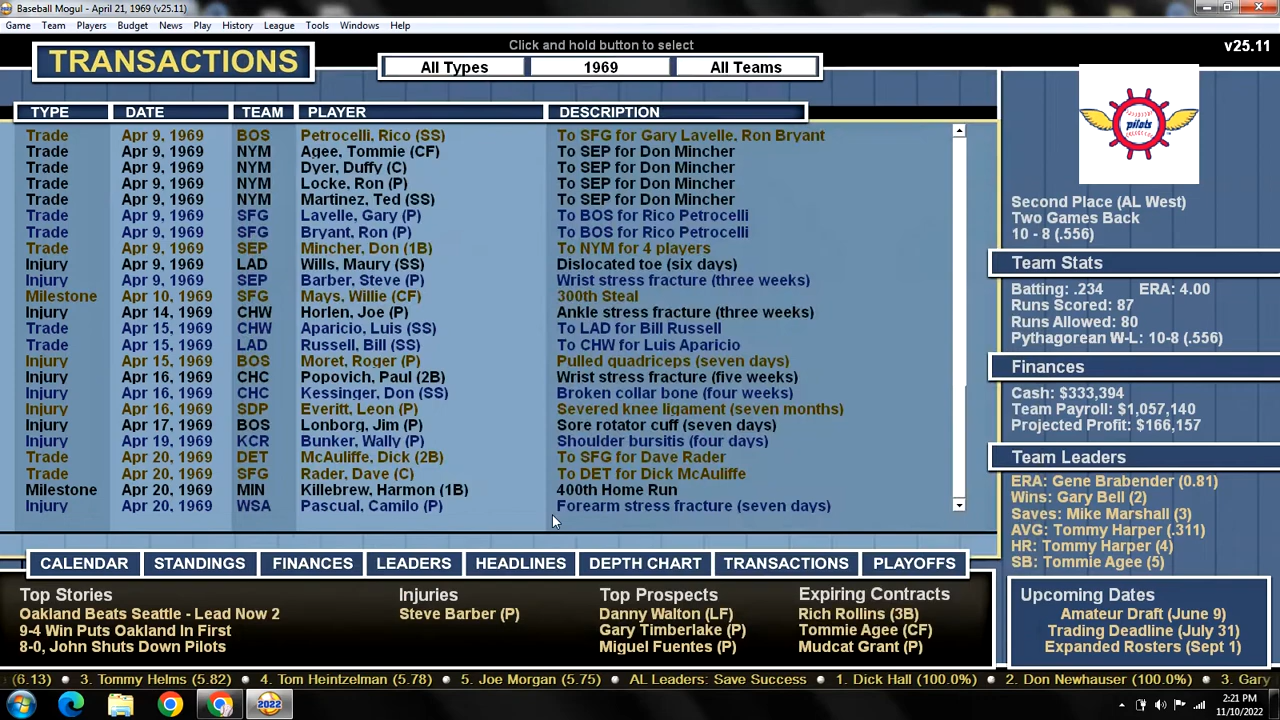 Baseball Mogul - April 21, 1969 (v25.11)
Game Team Players Budget News Play History League Tools Windows Help
Click and hold button to select
v25.11
TRANSACTIONS
All Types 1969 All Teams
TYPE DATE TEAM PLAYER DESCRIPTION
Trade Apr 9, 1969 BOS Petrocelli, Rico (SS) To SFG for Gary Lavelle, Ron Bryant
Trade Apr 9, 1969 NYM Agee, Tommie (CF) To SEP for Don Mincher
Trade Apr 9, 1969 NYM Dyer, Duffy (C) To SEP for Don Mincher
Trade Apr 9, 1969 NYM Locke, Ron (P) To SEP for Don Mincher
Trade Apr 9, 1969 NYM Martinez, Ted (SS) To SEP for Don Mincher
Trade Apr 9, 1969 SFG Lavelle, Gary (P) To BOS for Rico Petrocelli
Trade Apr 9, 1969 SFG Bryant, Ron (P) To BOS for Rico Petrocelli
Trade Apr 9, 1969 SEP Mincher, Don (1B) To NYM for 4 players
Injury Apr 9, 1969 LAD Wills, Maury (SS) Dislocated toe (six days)
Injury Apr 9, 1969 SEP Barber, Steve (P) Wrist stress fracture (three weeks)
Milestone Apr 10, 1969 SFG Mays, Willie (CF) 300th Steal
Injury Apr 14, 1969 CHW Horlen, Joe (P) Ankle stress fracture (three weeks)
Trade Apr 15, 1969 CHW Aparicio, Luis (SS) To LAD for Bill Russell
Trade Apr 15, 1969 LAD Russell, Bill (SS) To CHW for Luis Aparicio
Injury Apr 15, 1969 BOS Moret, Roger (P) Pulled quadriceps (seven days)
Injury Apr 16, 1969 CHC Popovich, Paul (2B) Wrist stress fracture (five weeks)
Injury Apr 16, 1969 CHC Kessinger, Don (SS) Broken collar bone (four weeks)
Injury Apr 16, 1969 SDP Everitt, Leon (P) Severed knee ligament (seven months)
Injury Apr 17, 1969 BOS Lonborg, Jim (P) Sore rotator cuff (seven days)
Injury Apr 19, 1969 KCR Bunker, Wally (P) Shoulder bursitis (four days)
Trade Apr 20, 1969 DET McAuliffe, Dick (2B) To SFG for Dave Rader
Trade Apr 20, 1969 SFG Rader, Dave (C) To DET for Dick McAuliffe
Milestone Apr 20, 1969 MIN Killebrew, Harmon (1B) 400th Home Run
Injury Apr 20, 1969 WSA Pascual, Camilo (P) Forearm stress fracture (seven days)
pilots
Second Place (AL West)
Two Games Back
10 - 8 (.556)
Team Stats
Batting: .234 ERA: 4.00
Runs Scored: 87
Runs Allowed: 80
Pythagorean W-L: 10-8 (.556)
Finances
Cash: $333,394
Team Payroll: $1,057,140
Projected Profit: $166,157
Team Leaders
ERA: Gene Brabender (0.81)
Wins: Gary Bell (2)
Saves: Mike Marshall (3)
AVG: Tommy Harper (.311)
HR: Tommy Harper (4)
SB: Tommie Agee (5)
CALENDAR STANDINGS FINANCES LEADERS HEADLINES DEPTH CHART TRANSACTIONS PLAYOFFS
Top Stories
Oakland Beats Seattle - Lead Now 2
9-4 Win Puts Oakland In First
8-0, John Shuts Down Pilots
Injuries
Steve Barber (P)
Top Prospects
Danny Walton (LF)
Gary Timberlake (P)
Miguel Fuentes (P)
Expiring Contracts
Rich Rollins (3B)
Tommie Agee (CF)
Mudcat Grant (P)
Upcoming Dates
Amateur Draft (June 9)
Trading Deadline (July 31)
Expanded Rosters (Sept 1)
(6.13) • 3. Tommy Helms (5.82) • 4. Tom Heintzelman (5.78) • 5. Joe Morgan (5.75) • AL Leaders: Save Success • 1. Dick Hall (100.0%) • 2. Don Newhauser (100.0%) • 3. Gary
2022
2:21 PM
11/10/2022